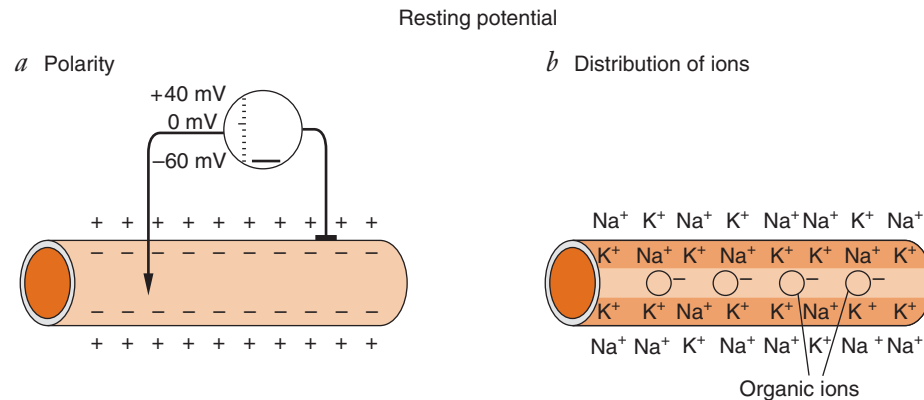 Resting potential
a Polarity
+40 mV
0 mV
−60 mV
+ + + + + + + + + +
− − − − − − − − − −
− − − − − − − − − −
+ + + + + + + + + +
b Distribution of ions
Na⁺ K⁺ Na⁺ K⁺ Na⁺ Na⁺ K⁺ Na⁺
K⁺ Na⁺ K⁺ Na⁺ K⁺ K⁺ Na⁺ K⁺
− − − −
K⁺ K⁺ Na⁺ K⁺ K⁺ Na⁺ K⁺ K⁺
Na⁺ Na⁺ K⁺ Na⁺ Na⁺ K⁺ Na⁺ Na⁺
Organic ions